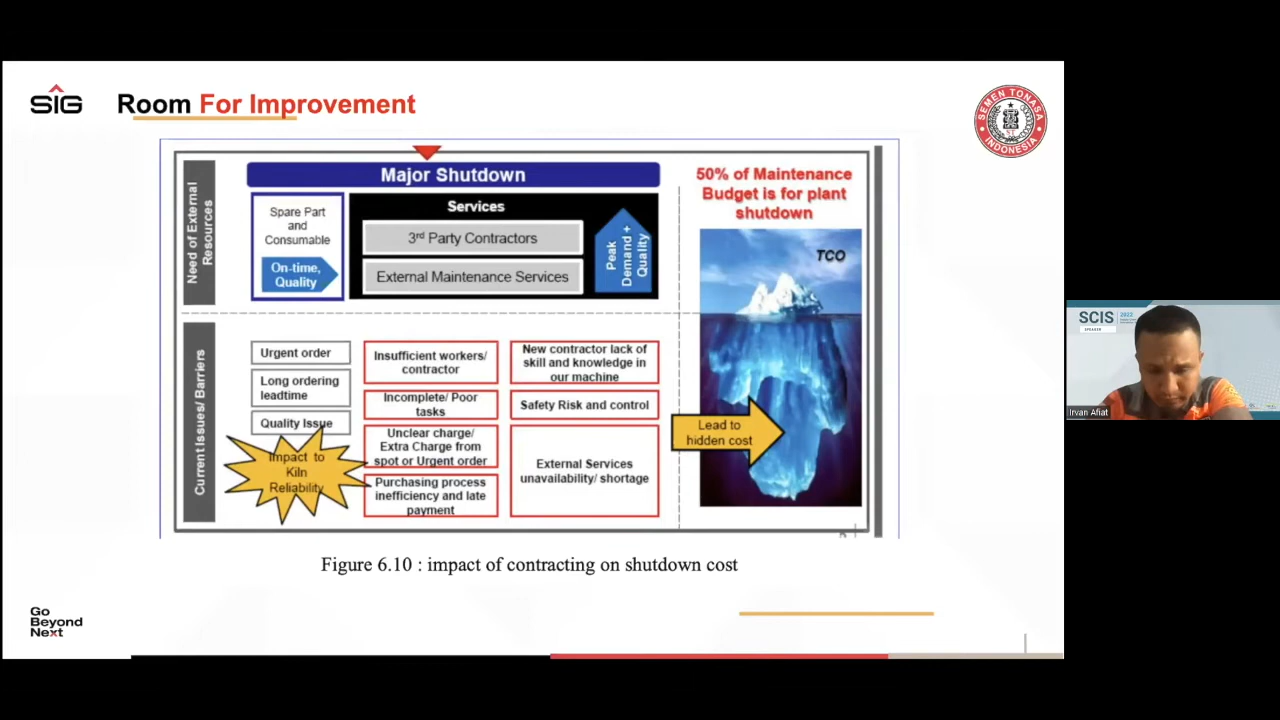 SIG
Room For Improvement
SEMEN TONASA
INDONESIA
Major Shutdown
50% of Maintenance
Budget is for plant
shutdown
Need of External
Resources
Spare Part
and
Consumable
On-time,
Quality
Services
3rd Party Contractors
External Maintenance Services
Peak
Demand +
Quality
TCO
Current Issues/ Barriers
Urgent order
Long ordering
leadtime
Quality Issue
Impact to
Kiln
Reliability
Insufficient workers/
contractor
Incomplete/ Poor
tasks
Unclear charge/
Extra Charge from
spot or Urgent order
Purchasing process
inefficiency and late
payment
New contractor lack of
skill and knowledge in
our machine
Safety Risk and control
External Services
unavailability/ shortage
Lead to
hidden cost
Figure 6.10 : impact of contracting on shutdown cost
Go
Beyond
Next
SCIS
2022
SPEAKER
Irvan Afiat